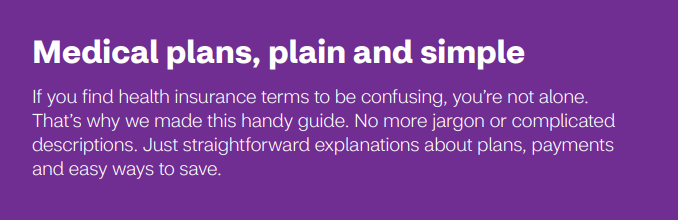 Medical plans, plain and simple
If you find health insurance terms to be confusing, you’re not alone.
That’s why we made this handy guide. No more jargon or complicated
descriptions. Just straightforward explanations about plans, payments
and easy ways to save.